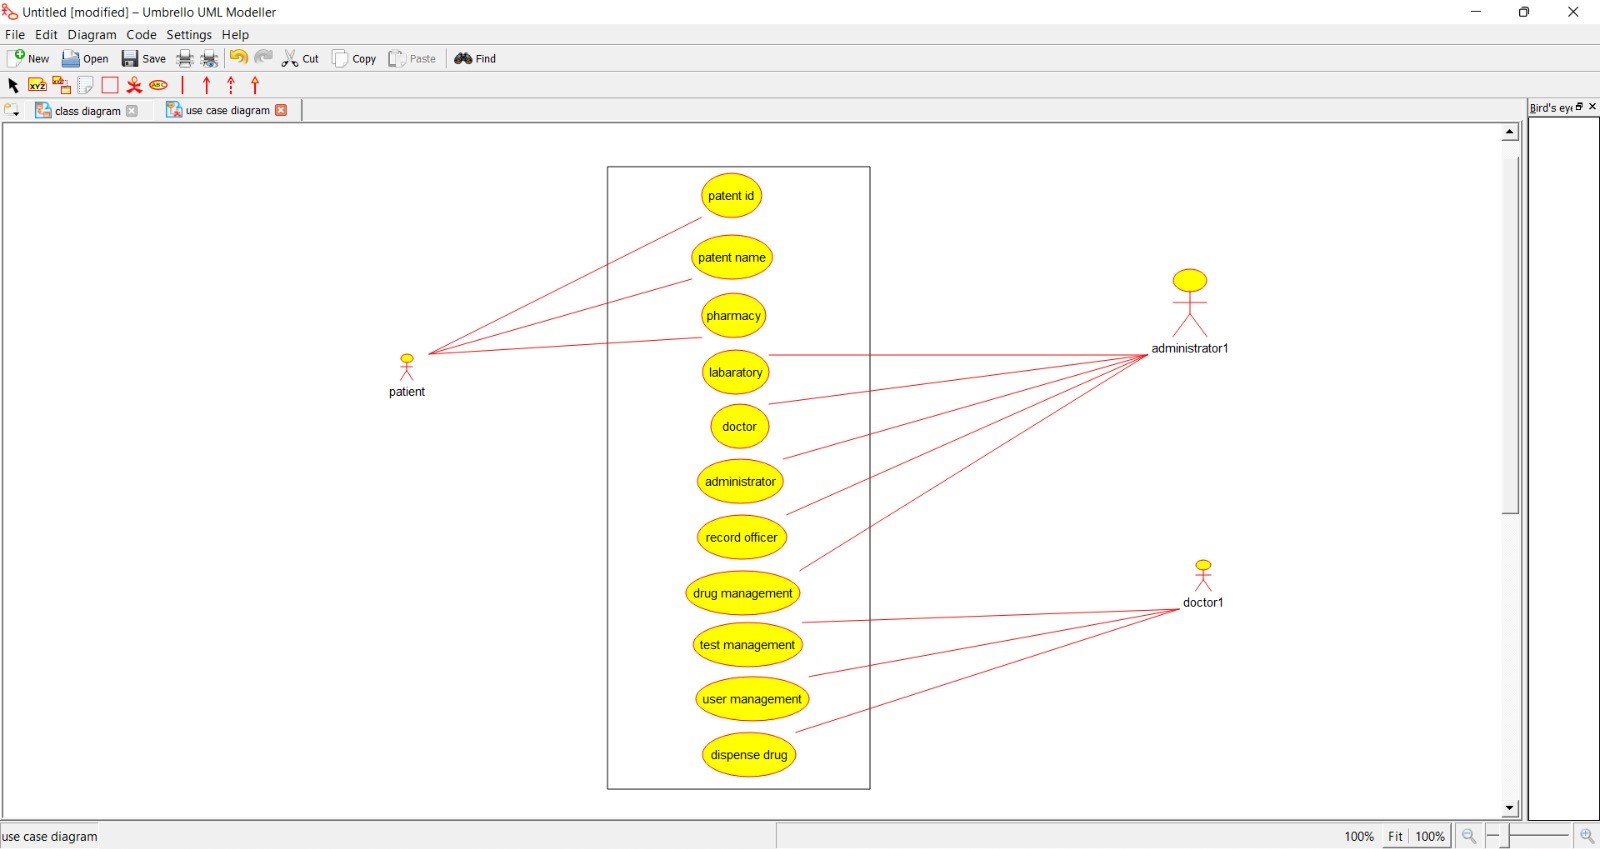 Untitled [modified] – Umbrello UML Modeller
File Edit Diagram Code Settings Help
New Open Save Cut Copy Paste Find
XYZ ABC
class diagram use case diagram
Bird's eye
patent id
patent name
pharmacy
labaratory
doctor
administrator
record officer
drug management
test management
user management
dispense drug
patient
administrator1
doctor1
use case diagram 100% Fit 100%